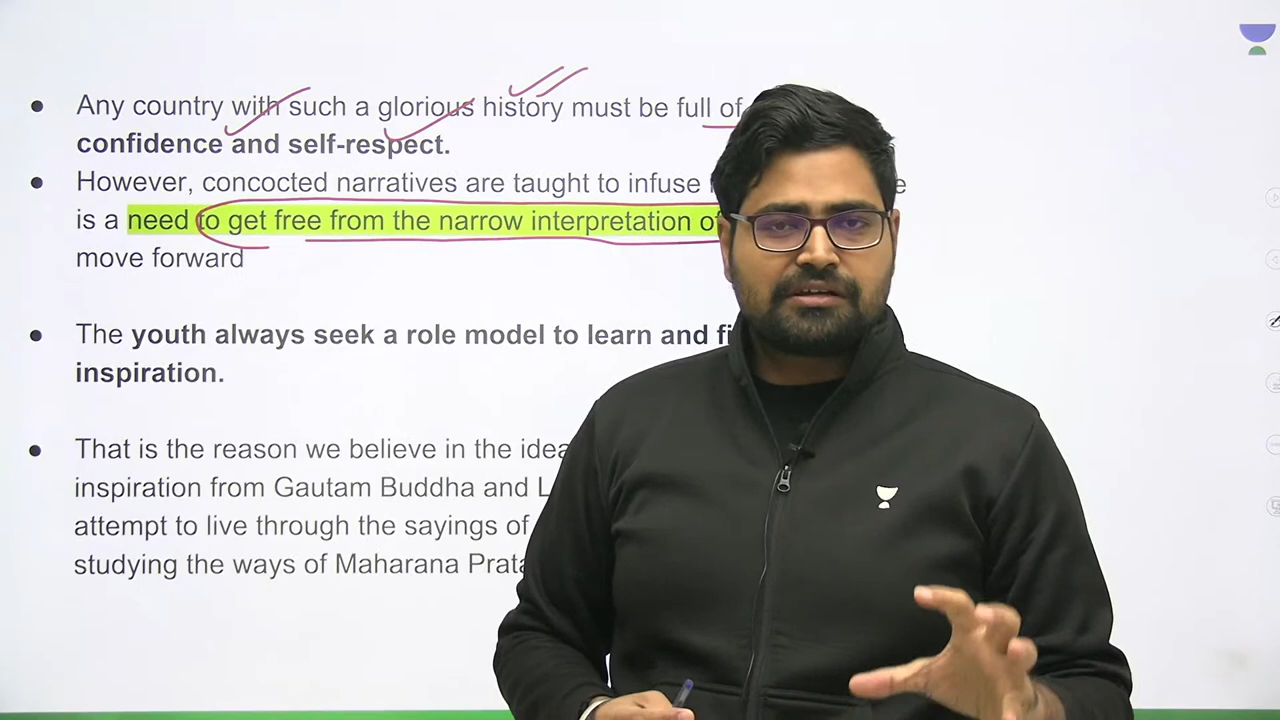 Any country with such a glorious history must be full of
confidence and self-respect.
However, concocted narratives are taught to infuse
is a need to get free from the narrow interpretation of
move forward
The youth always seek a role model to learn and
inspiration.
That is the reason we believe in the
inspiration from Gautam Buddha and
attempt to live through the sayings of
studying the ways of Maharana